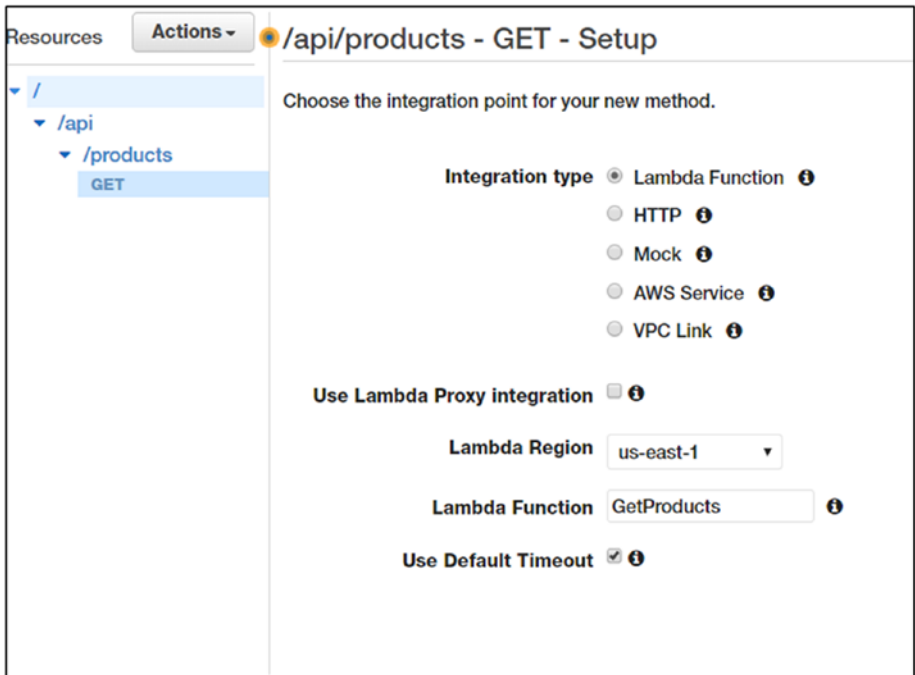 Resources
Actions
/api/products - GET - Setup
/
/api
/products
GET
Choose the integration point for your new method.
Integration type
Lambda Function
HTTP
Mock
AWS Service
VPC Link
Use Lambda Proxy integration
Lambda Region
us-east-1
Lambda Function
GetProducts
Use Default Timeout